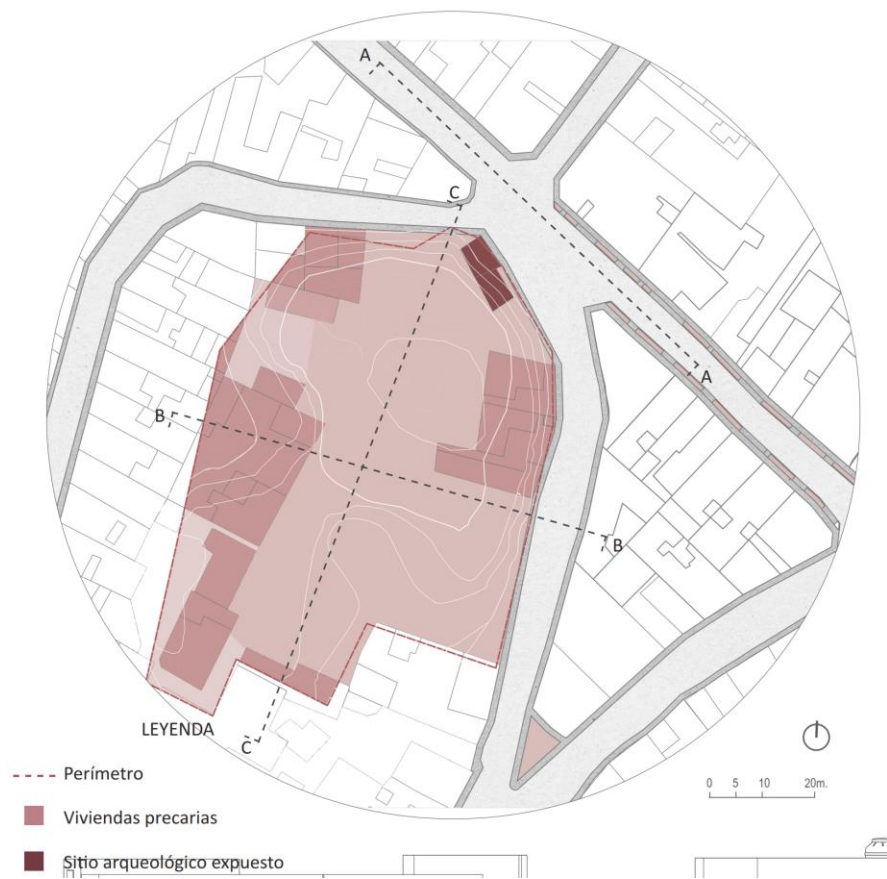 A
C
B
A
B
LEYENDA
C
Perímetro
0 5 10 20m.
Viviendas precarias
Sitio arqueológico expuesto